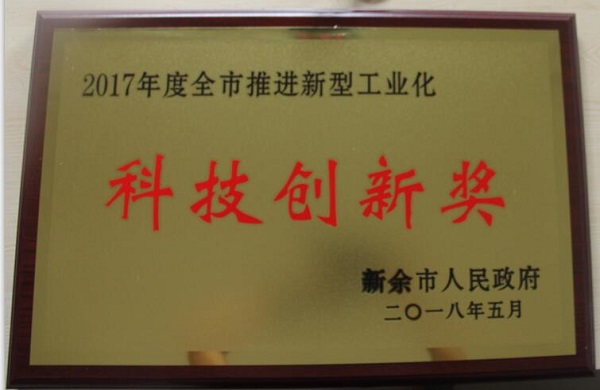 2017年度全市推进新型工业化
科技创新奖
新余市人民政府
二〇一八年五月